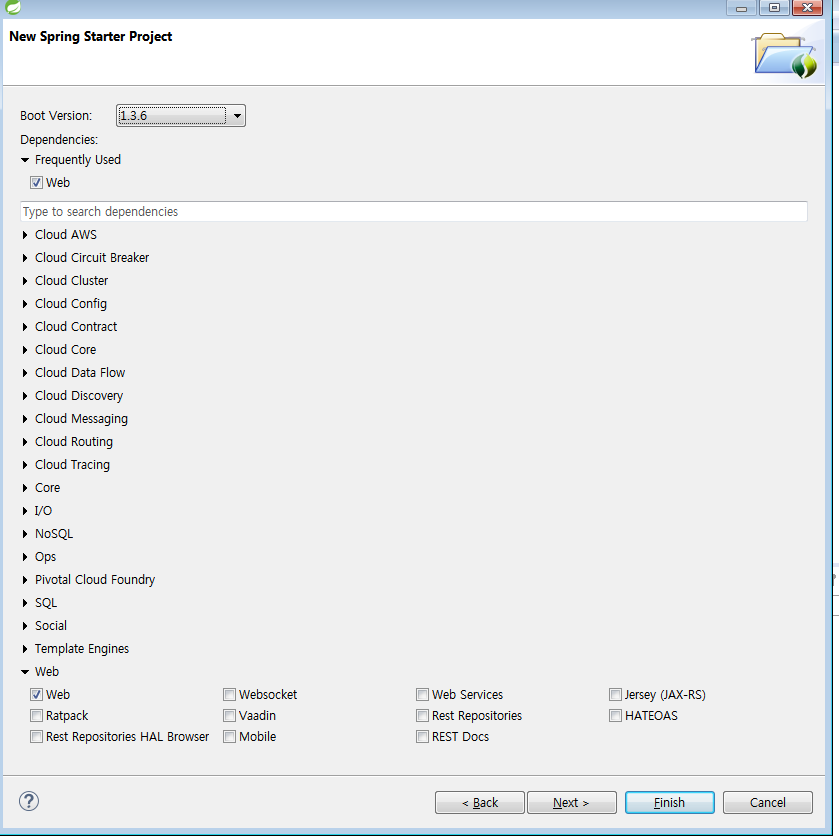 New Spring Starter Project
Boot Version: 1.3.6
Dependencies:
Frequently Used
Web
Type to search dependencies
Cloud AWS
Cloud Circuit Breaker
Cloud Cluster
Cloud Config
Cloud Contract
Cloud Core
Cloud Data Flow
Cloud Discovery
Cloud Messaging
Cloud Routing
Cloud Tracing
Core
I/O
NoSQL
Ops
Pivotal Cloud Foundry
SQL
Social
Template Engines
Web
Web Websocket Web Services Jersey (JAX-RS)
Ratpack Vaadin Rest Repositories HATEOAS
Rest Repositories HAL Browser Mobile REST Docs
? < Back Next > Finish Cancel